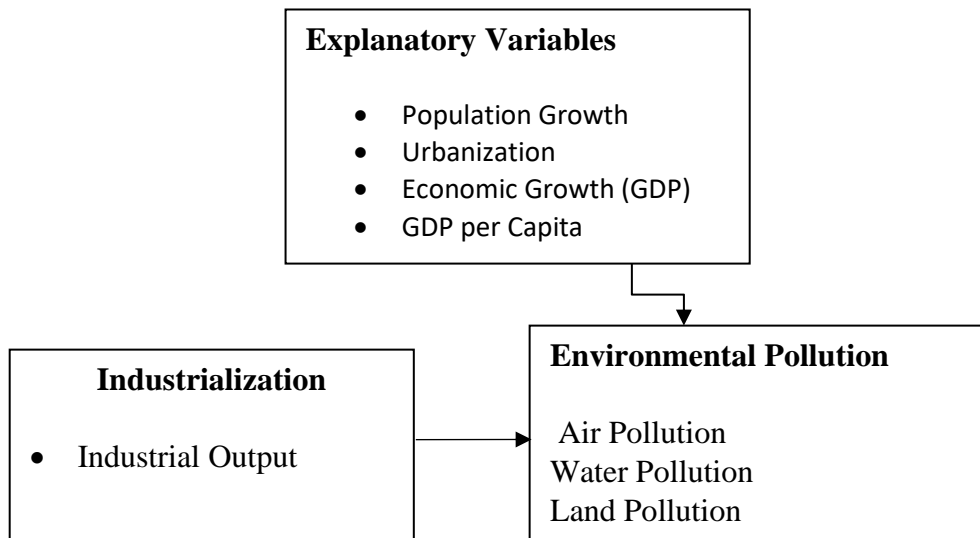 Explanatory Variables
• Population Growth
• Urbanization
• Economic Growth (GDP)
• GDP per Capita
Industrialization
• Industrial Output
Environmental Pollution
Air Pollution
Water Pollution
Land Pollution